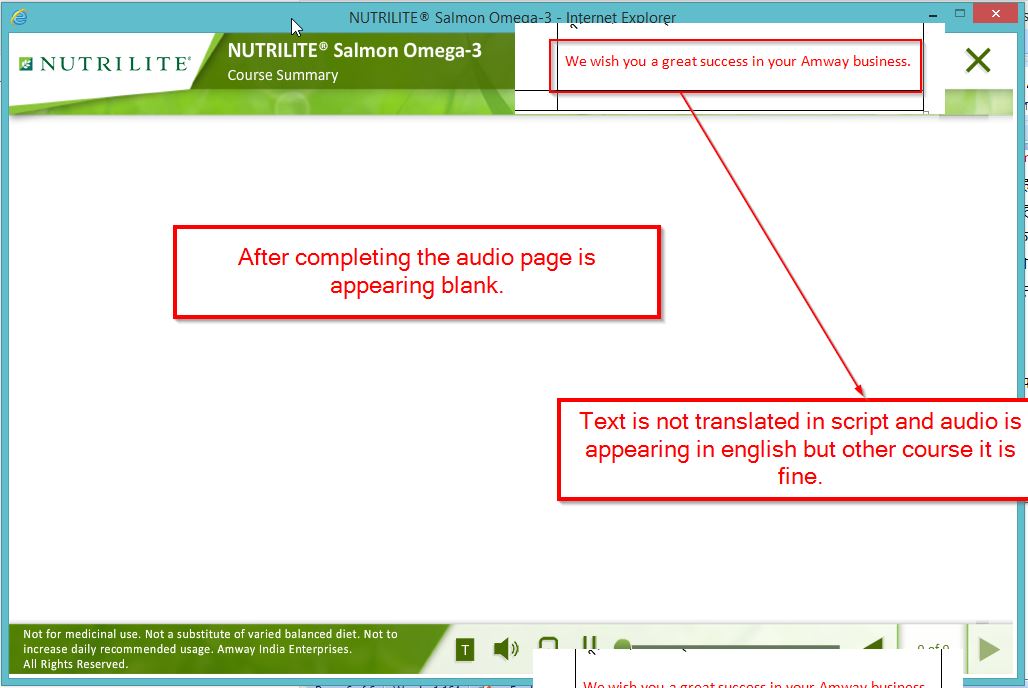 NUTRILITE® Salmon Omega-3 - Internet Explorer
NUTRILITE®
NUTRILITE® Salmon Omega-3
Course Summary
We wish you a great success in your Amway business.
After completing the audio page is
appearing blank.
Text is not translated in script and audio is
appearing in english but other course it is
fine.
Not for medicinal use. Not a substitute of varied balanced diet. Not to
increase daily recommended usage. Amway India Enterprises.
All Rights Reserved.
T
9 of 9
We wish you a great success in your Amway business.